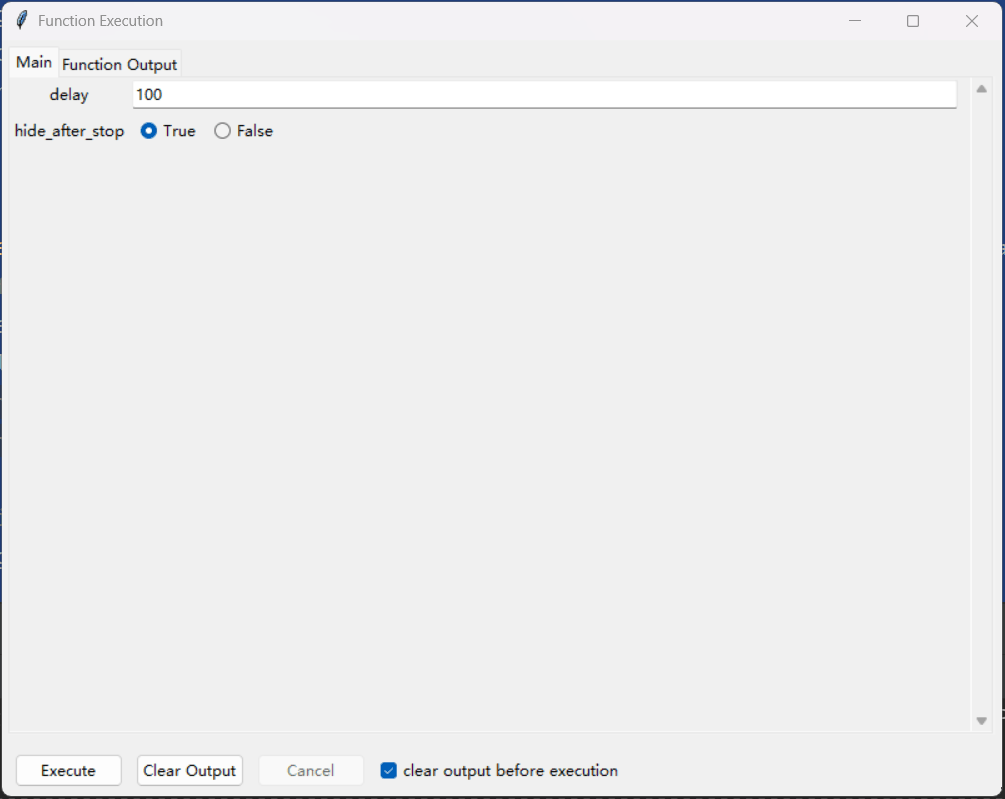 Function Execution
Main Function Output
delay 100
hide_after_stop True False
Execute Clear Output Cancel clear output before execution